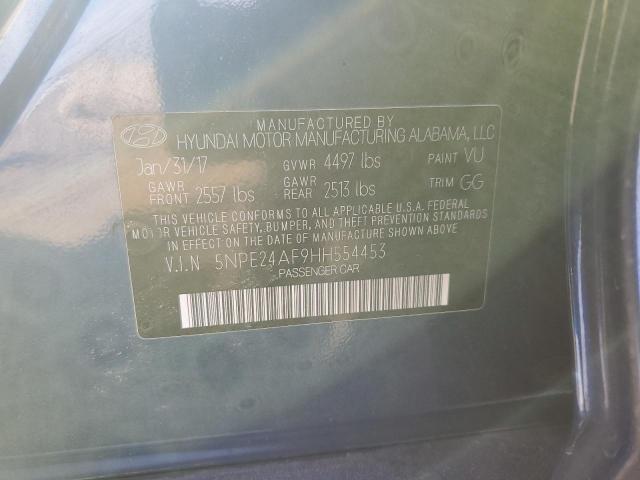 MANUFACTURED BY
HYUNDAI MOTOR MANUFACTURING ALABAMA, LLC
Jan/31/17 GVWR 4497 lbs PAINT VU
GAWR FRONT 2557 lbs GAWR REAR 2513 lbs TRIM GG
THIS VEHICLE CONFORMS TO ALL APPLICABLE U.S.A. FEDERAL
MOTOR VEHICLE SAFETY, BUMPER, AND THEFT PREVENTION STANDARDS
IN EFFECT ON THE DATE OF MANUFACTURE SHOWN ABOVE.
V.I.N 5NPE24AF9HH554453
PASSENGER CAR